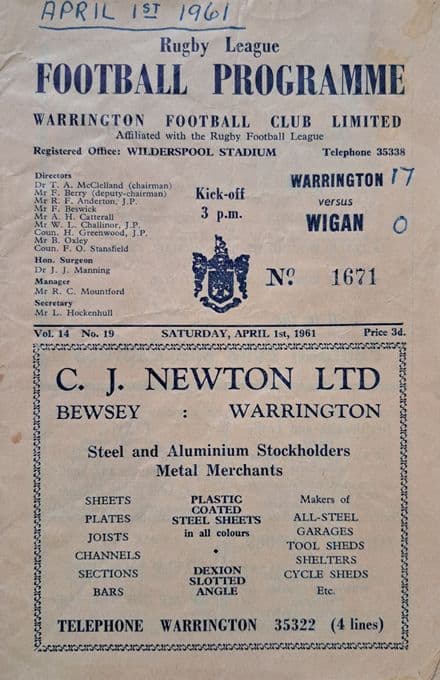 APRIL 1ST 1961
Rugby League
FOOTBALL PROGRAMME
WARRINGTON FOOTBALL CLUB LIMITED
Affiliated with the Rugby Football League
Registered Office: WILDERSPOOL STADIUM Telephone 35338
Directors
Dr T. A. McClelland (chairman)
Mr F. Berry (deputy-chairman)
Mr R. F. Anderton, J.P.
Mr F. Beswick
Mr A. H. Catterall
Mr W. L. Challinor, J.P.
Coun. H. Greenwood, J.P.
Mr B. Oxley
Coun. F. O. Stansfield
Hon. Surgeon
Dr J. J. Manning
Manager
Mr R. C. Mountford
Secretary
Mr L. Hockenhull
Kick-off
3 p.m.
WARRINGTON 17
versus
WIGAN 0
No. 1671
Vol. 14 No. 19 SATURDAY, APRIL 1st, 1961 Price 3d.
C. J. NEWTON LTD
BEWSEY : WARRINGTON
Steel and Aluminium Stockholders
Metal Merchants
SHEETS
PLATES
JOISTS
CHANNELS
SECTIONS
BARS
PLASTIC
COATED
STEEL SHEETS
in all colours
DEXION
SLOTTED
ANGLE
Makers of
ALL-STEEL
GARAGES
TOOL SHEDS
SHELTERS
CYCLE SHEDS
Etc.
TELEPHONE WARRINGTON 35322 (4 lines)